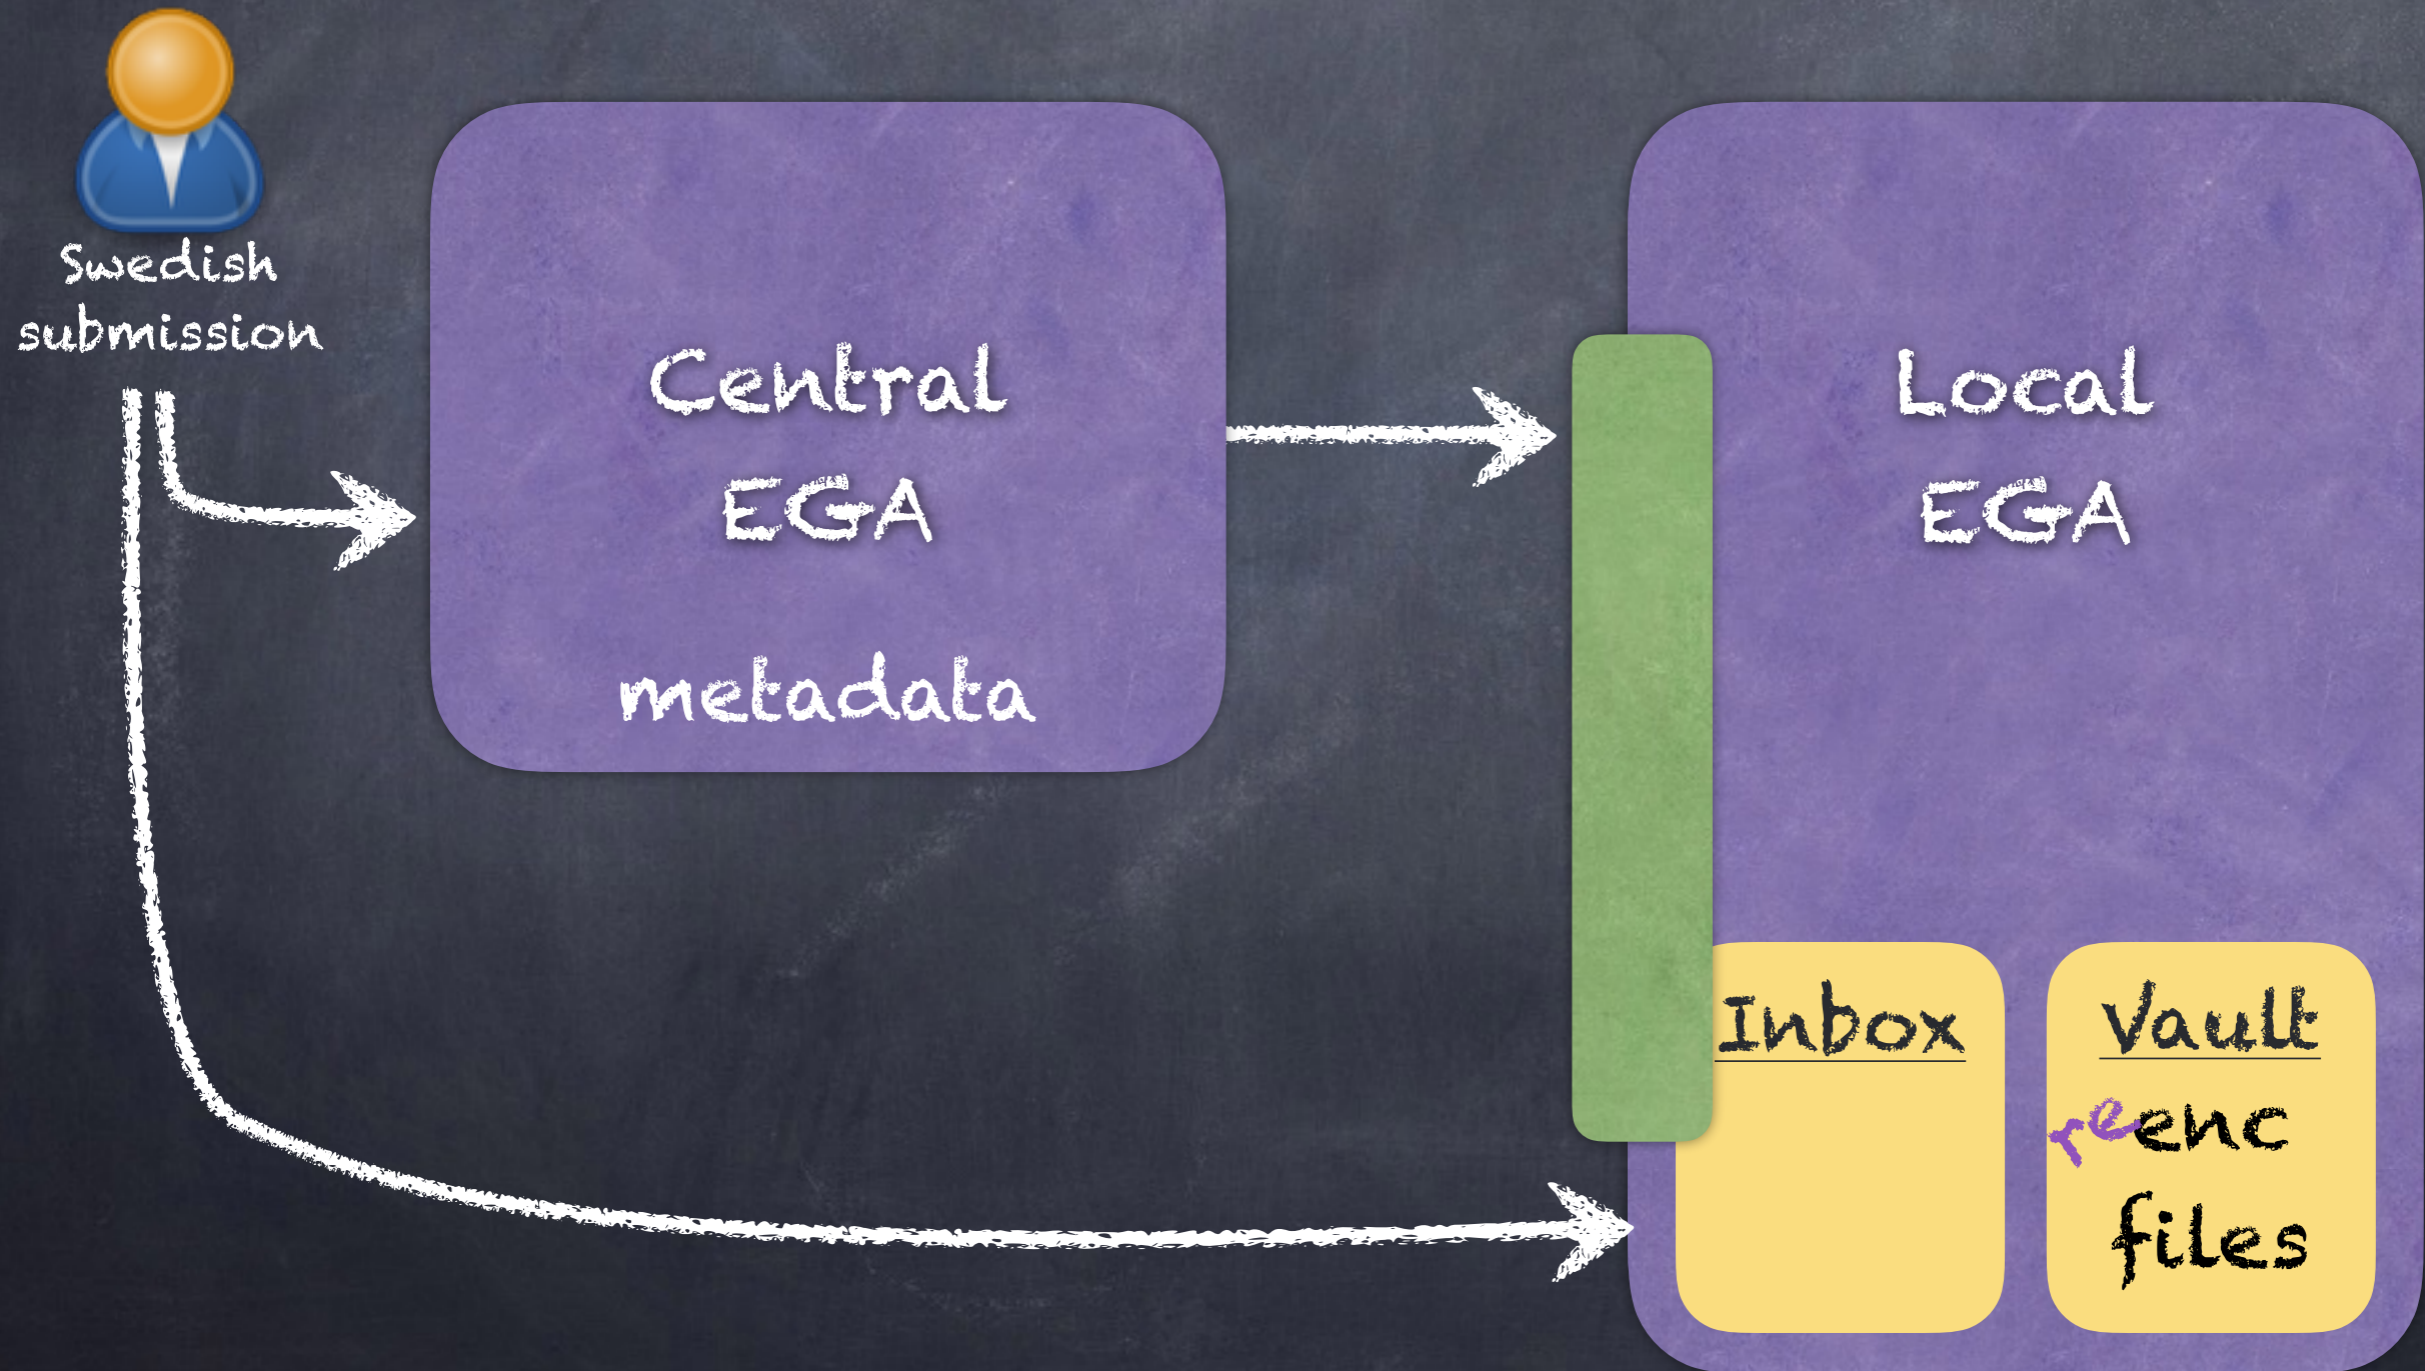 Swedish
submission
Central
EGA
metadata
Local
EGA
Inbox
Vault
reenc
files